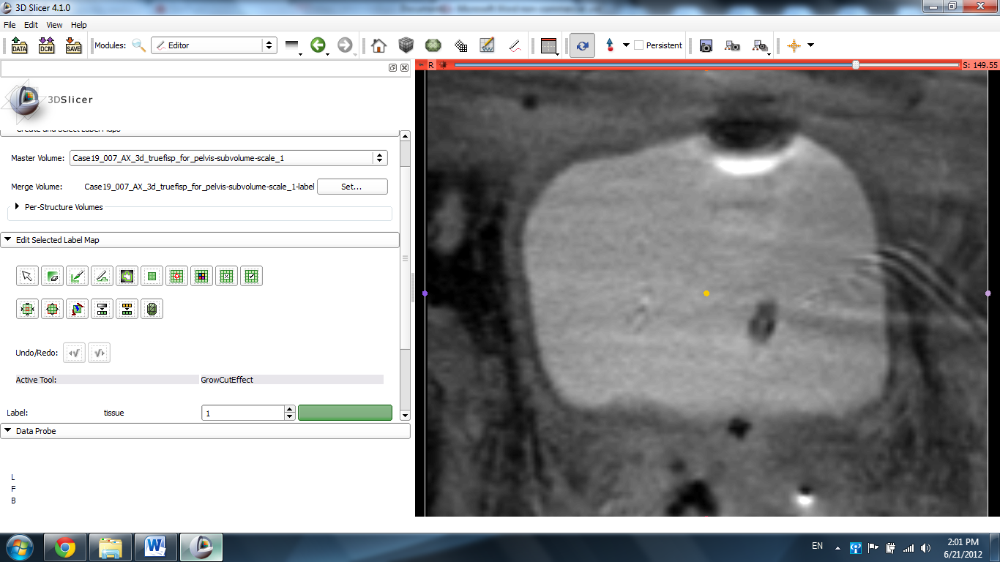 3D Slicer 4.1.0
File Edit View Help
DATA DCM SAVE Modules: Editor Persistent
R S: 149.55
3DSlicer
Create and Select Label Maps
Master Volume: Case19_007_AX_3d_truefisp_for_pelvis-subvolume-scale_1
Merge Volume: Case19_007_AX_3d_truefisp_for_pelvis-subvolume-scale_1-label Set...
Per-Structure Volumes
Edit Selected Label Map
Undo/Redo:
Active Tool: GrowCutEffect
Label: tissue 1
Data Probe
L
F
B
EN 2:01 PM
6/21/2012